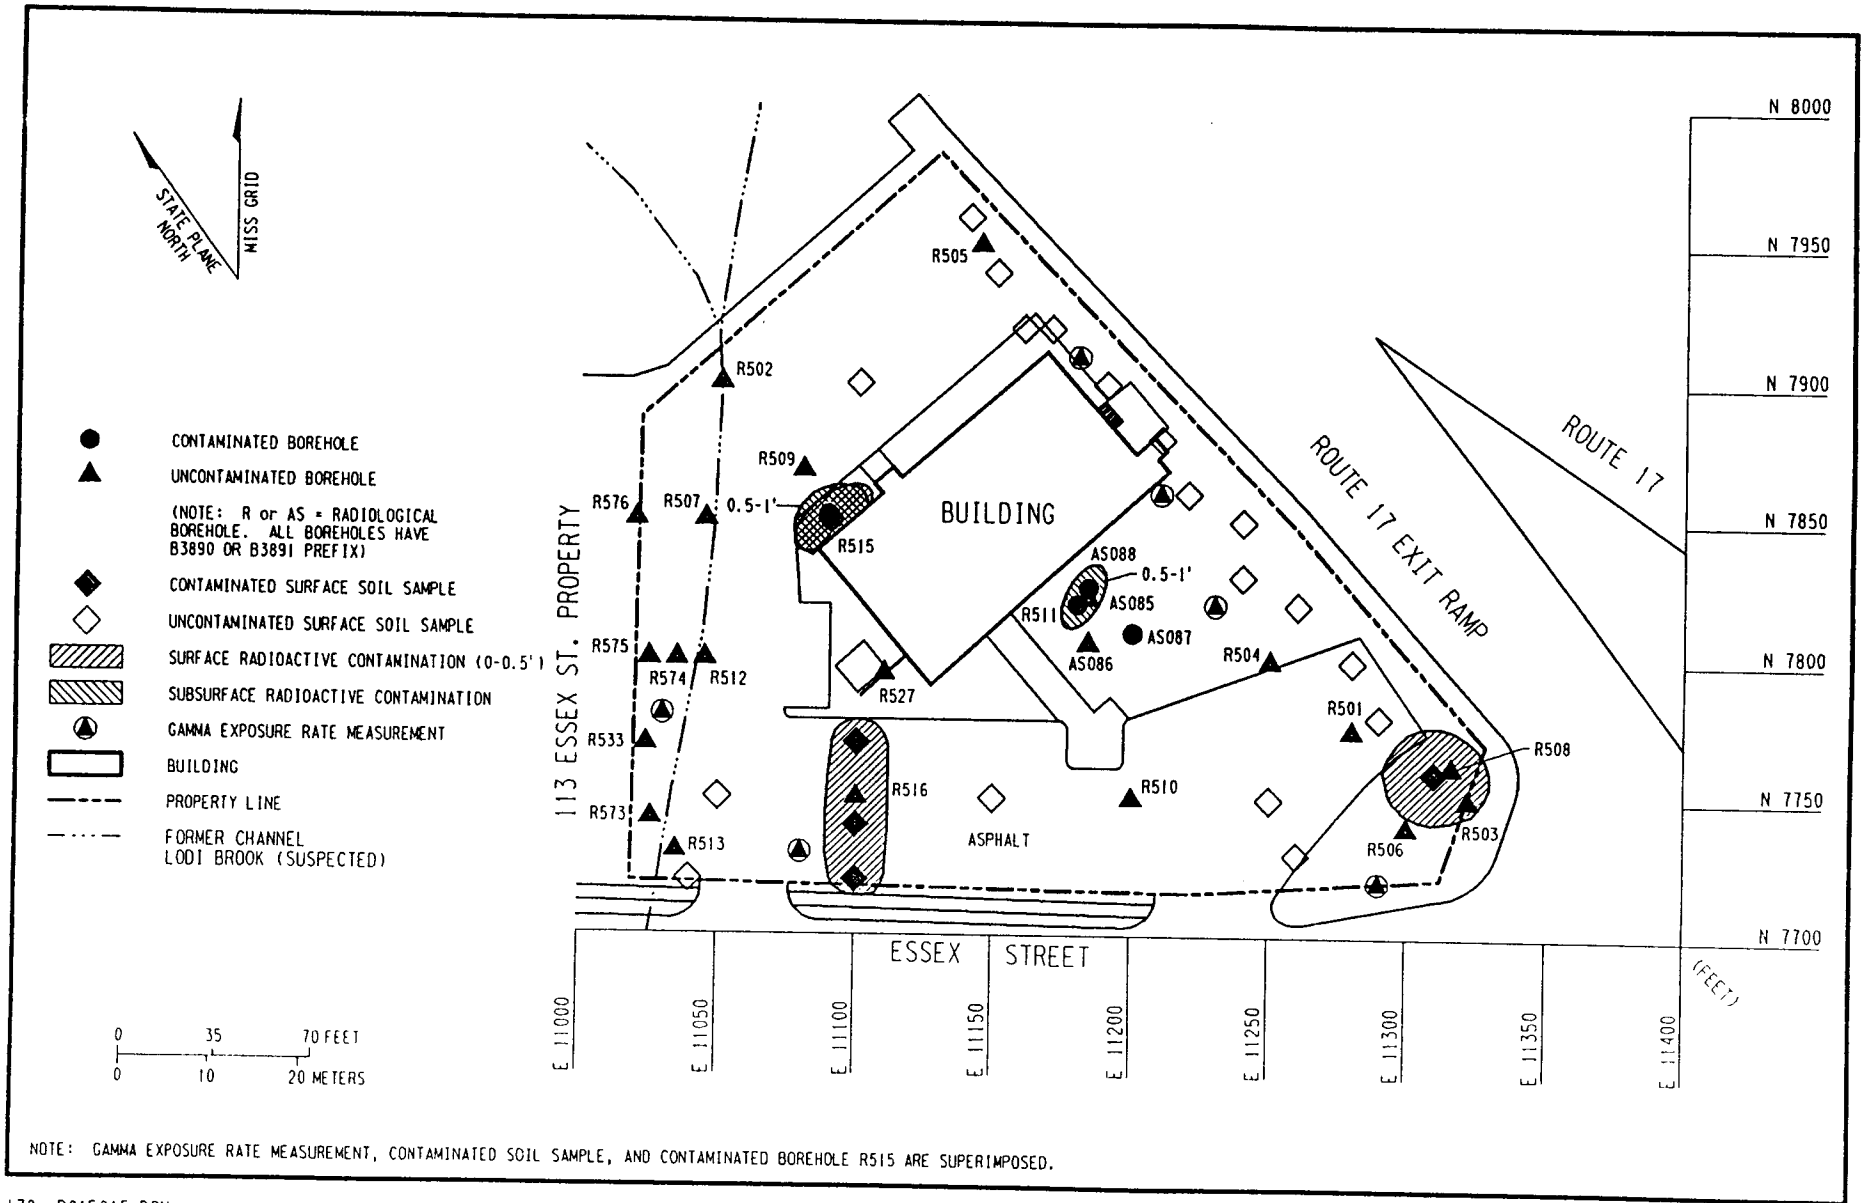 N 8000
STATE PLANE
NORTH
MISS GRID
N 7950
R505
R502
N 7900
ROUTE 17
CONTAMINATED BOREHOLE
UNCONTAMINATED BOREHOLE
(NOTE: R or AS = RADIOLOGICAL
BOREHOLE. ALL BOREHOLES HAVE
B3890 OR B3891 PREFIX)
CONTAMINATED SURFACE SOIL SAMPLE
UNCONTAMINATED SURFACE SOIL SAMPLE
SURFACE RADIOACTIVE CONTAMINATION (0-0.5')
SUBSURFACE RADIOACTIVE CONTAMINATION
GAMMA EXPOSURE RATE MEASUREMENT
BUILDING
PROPERTY LINE
FORMER CHANNEL
LODI BROOK (SUSPECTED)
113 ESSEX ST. PROPERTY
R509
R576
R507
0.5-1'
R515
BUILDING
ROUTE 17 EXIT RAMP
N 7850
AS088
0.5-1'
R511
AS085
AS087
AS086
R504
R575
R574
R512
R527
N 7800
R501
R533
R508
R573
R516
R510
N 7750
R513
ASPHALT
R506
R503
N 7700
ESSEX STREET
(FEET)
E 11000
E 11050
E 11100
E 11150
E 11200
E 11250
E 11300
E 11350
E 11400
0 35 70 FEET
0 10 20 METERS
NOTE: GAMMA EXPOSURE RATE MEASUREMENT, CONTAMINATED SOIL SAMPLE, AND CONTAMINATED BOREHOLE R515 ARE SUPERIMPOSED.